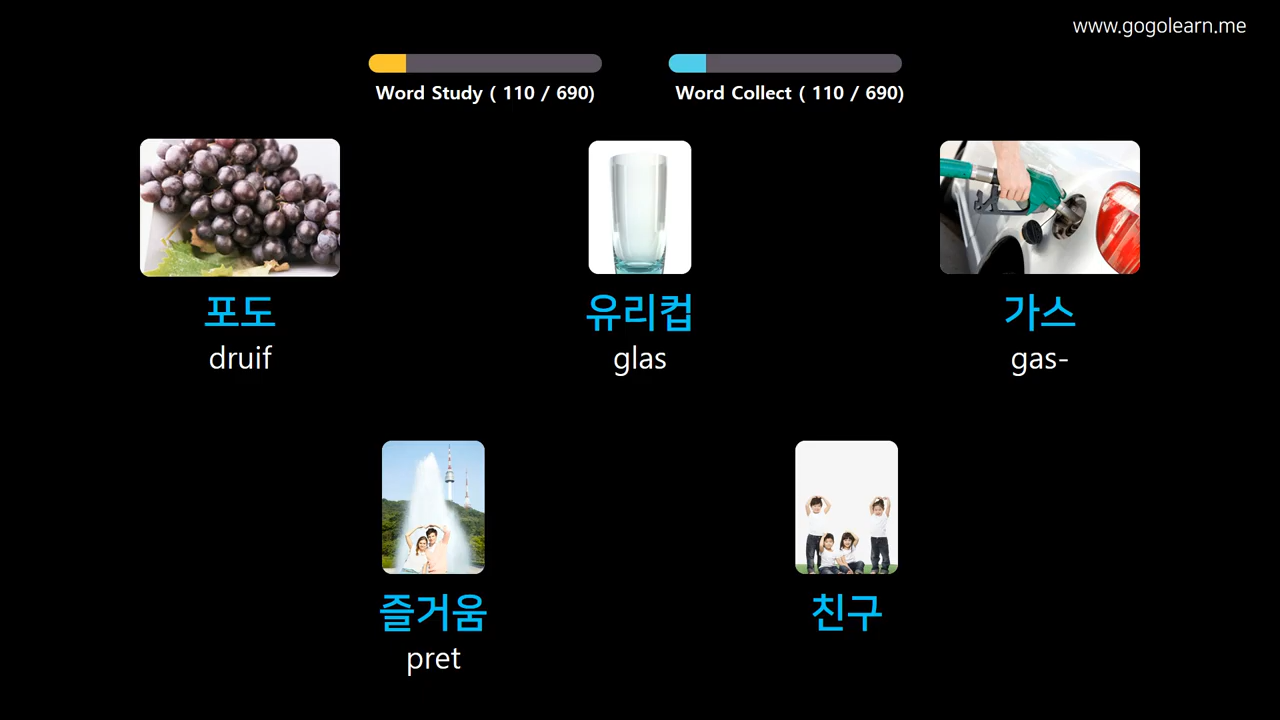 www.gogolearn.me
Word Study ( 110 / 690)
Word Collect ( 110 / 690)
포도
druif
유리컵
glas
가스
gas-
즐거움
pret
친구